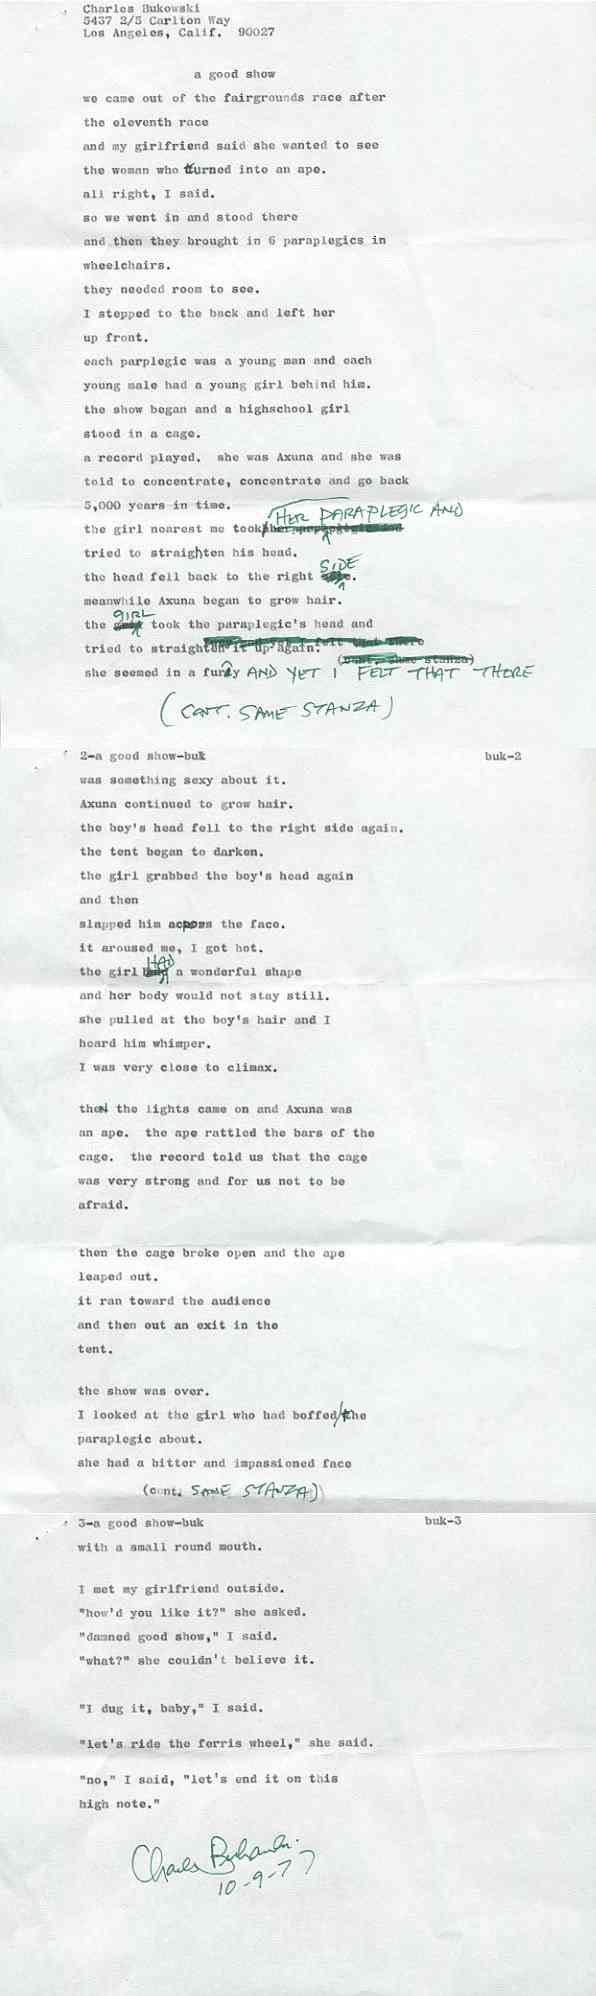 Charles Bukowski
5437 2/5 Carlton Way
Los Angeles, Calif. 90027
a good show
we came out of the fairgrounds race after
the eleventh race
and my girlfriend said she wanted to see
the woman who turned into an ape.
all right, I said.
so we went in and stood there
and then they brought in 6 paraplegics in
wheelchairs.
they needed room to see.
I stepped to the back and left her
up front.
each parplegic was a young man and each
young male had a young girl behind him.
the show began and a highschool girl
stood in a cage.
a record played. she was Axuna and she was
told to concentrate, concentrate and go back
5,000 years in time.
HER PARAPLEGIC AND
the girl nearest me took
tried to straighten his head.
SIDE
the head fell back to the right .
meanwhile Axuna began to grow hair.
GIRL
the took the paraplegic's head and
tried to straighten it up again.
(cont. same stanza)
she seemed in a fury AND YET I FELT THAT THERE
(CONT. SAME STANZA)
2-a good show-buk buk-2
was something sexy about it.
Axuna continued to grow hair.
the boy's head fell to the right side again.
the tent began to darken.
the girl grabbed the boy's head again
and then
slapped him across the face.
it aroused me, I got hot.
HAD
the girl a wonderful shape
and her body would not stay still.
she pulled at the boy's hair and I
heard him whimper.
I was very close to climax.
then the lights came on and Axuna was
an ape. the ape rattled the bars of the
cage. the record told us that the cage
was very strong and for us not to be
afraid.
then the cage broke open and the ape
leaped out.
it ran toward the audience
and then out an exit in the
tent.
the show was over.
I looked at the girl who had boffed the
paraplegic about.
she had a bitter and impassioned face
(cont. SAME STANZA)
3-a good show-buk buk-3
with a small round mouth.
I met my girlfriend outside.
"how'd you like it?" she asked.
"damned good show," I said.
"what?" she couldn't believe it.
"I dug it, baby," I said.
"let's ride the ferris wheel," she said.
"no," I said, "let's end it on this
high note."
Charles Bukowski.
10-9-77